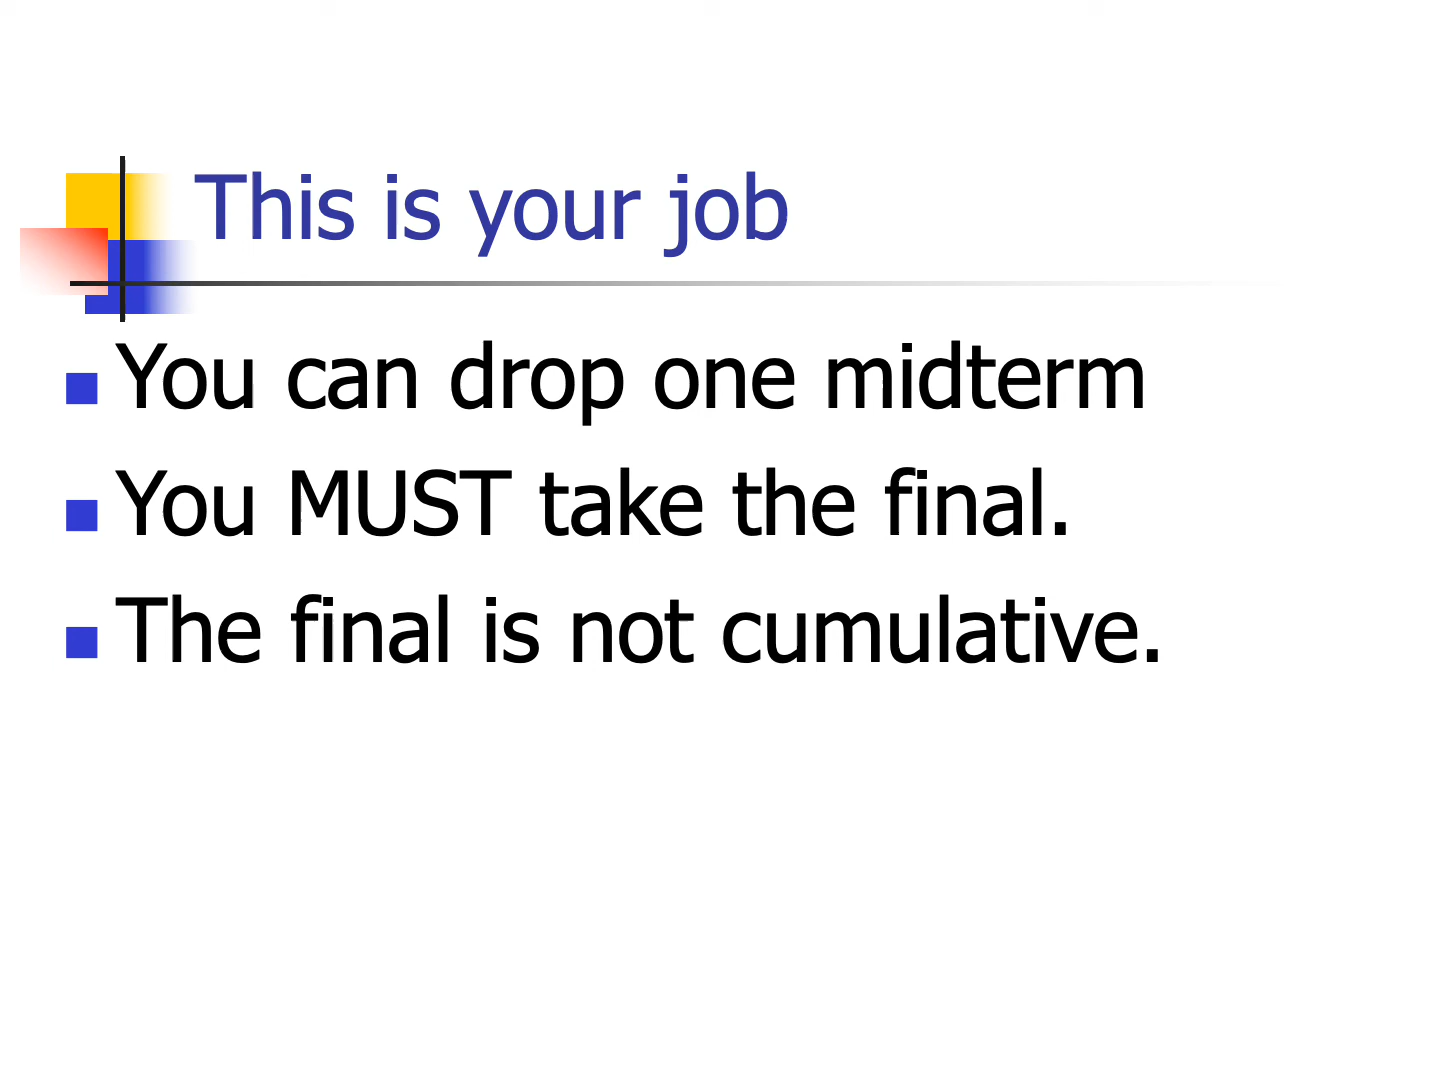 This is your job
You can drop one midterm
You MUST take the final.
The final is not cumulative.